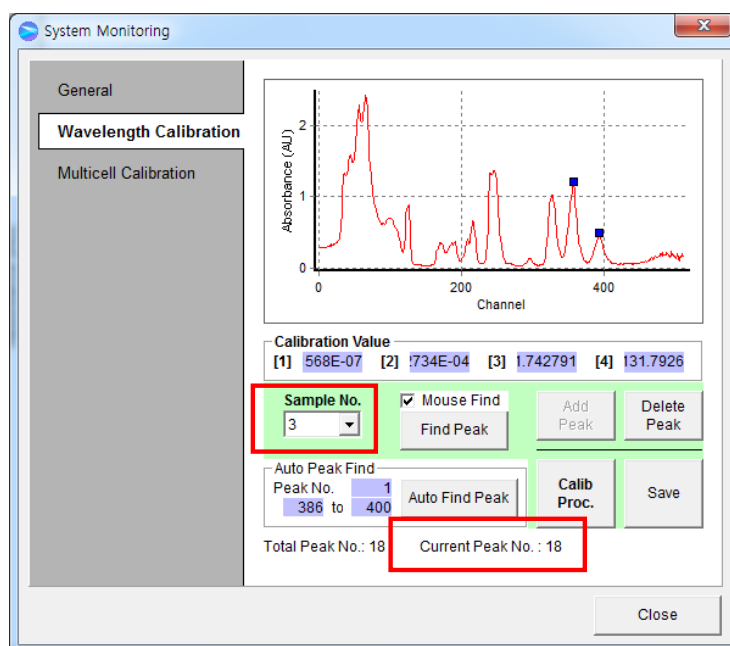 System Monitoring
General
Wavelength Calibration
Multicell Calibration
Absorbance (AU)
2
1
0
0 200 400
Channel
Calibration Value
[1] 568E-07 [2] 2734E-04 [3] 1.742791 [4] 131.7926
Sample No.
3
Mouse Find
Find Peak
Add
Peak
Delete
Peak
Auto Peak Find
Peak No. 1
386 to 400
Auto Find Peak
Calib
Proc.
Save
Total Peak No.: 18 Current Peak No. : 18
Close